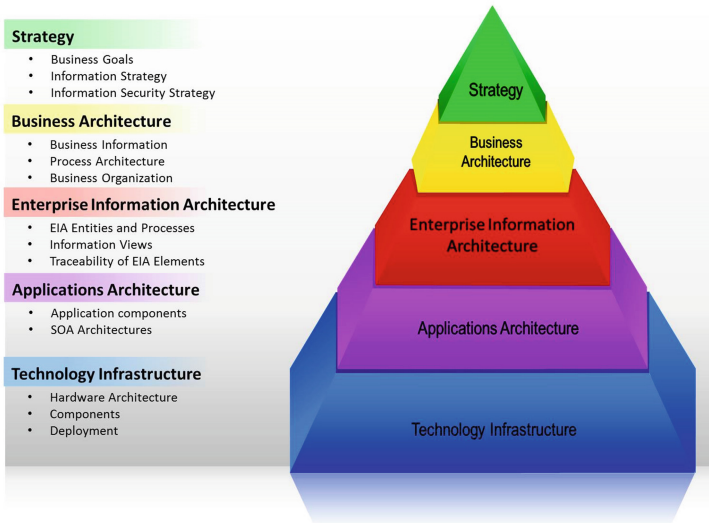 Strategy
• Business Goals
• Information Strategy
• Information Security Strategy
Business Architecture
• Business Information
• Process Architecture
• Business Organization
Enterprise Information Architecture
• EIA Entities and Processes
• Information Views
• Traceability of EIA Elements
Applications Architecture
• Application components
• SOA Architectures
Technology Infrastructure
• Hardware Architecture
• Components
• Deployment
Strategy
Business
Architecture
Enterprise Information
Architecture
Applications Architecture
Technology Infrastructure